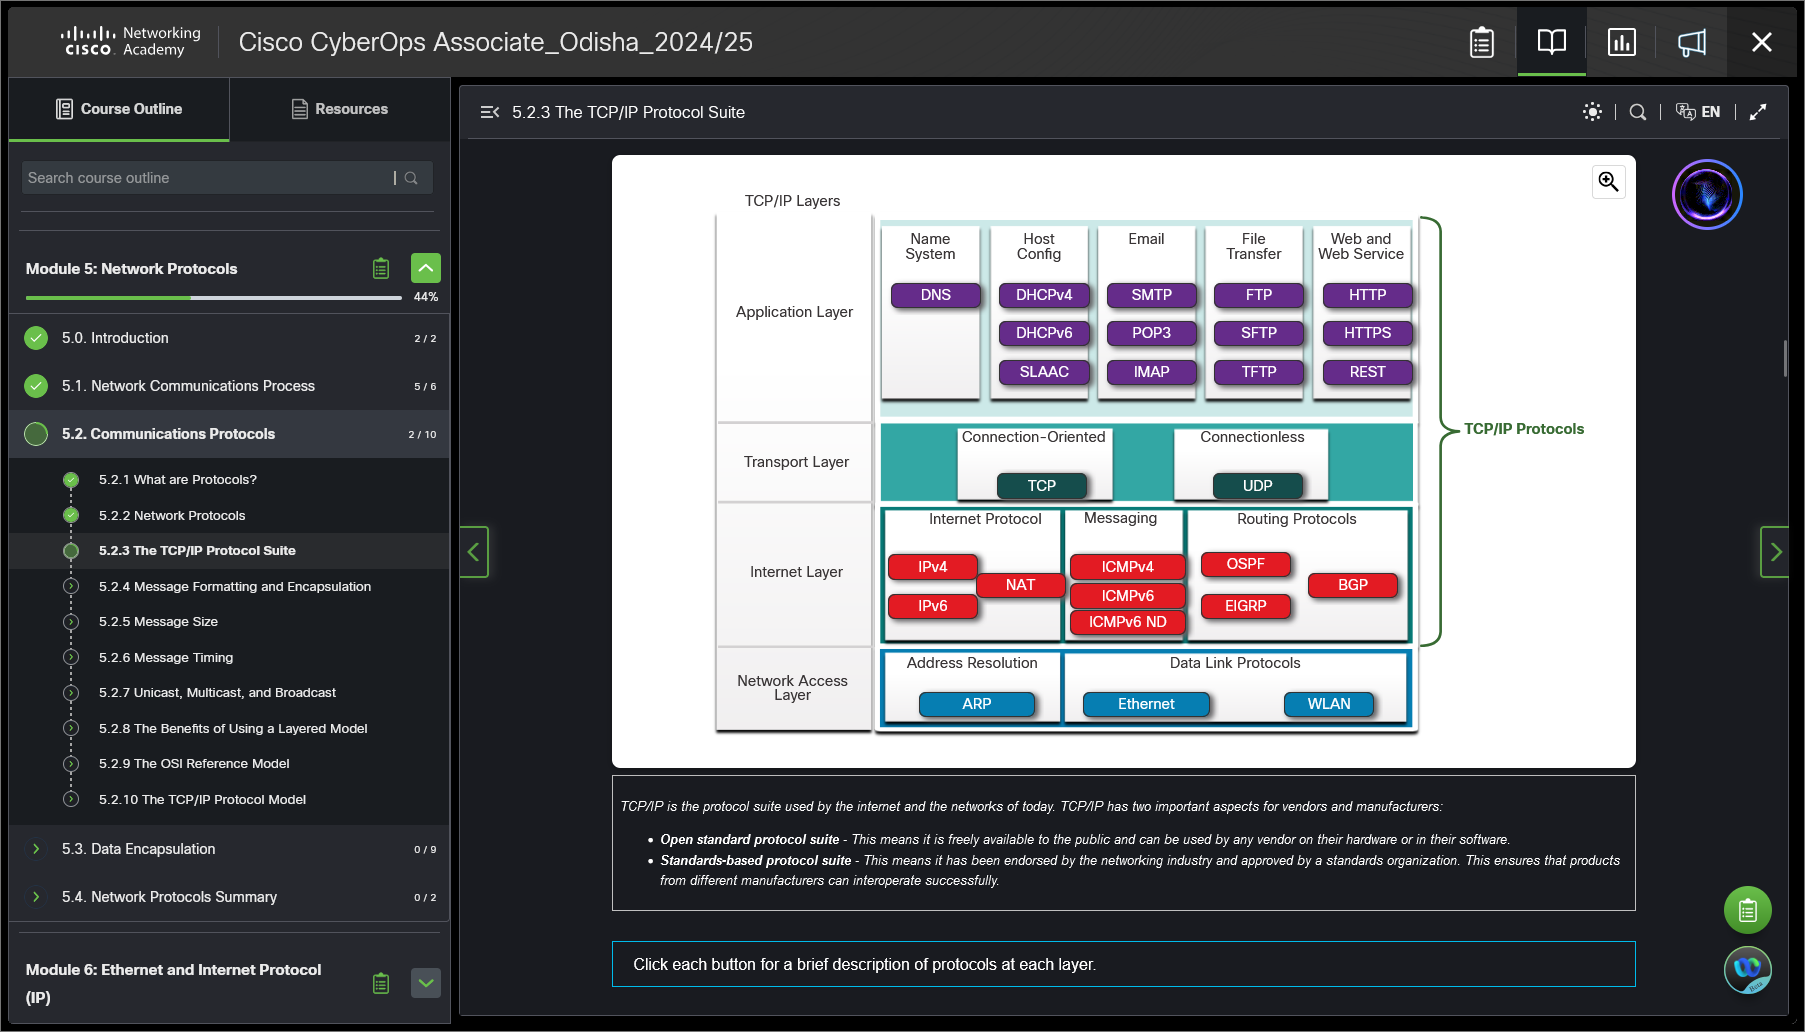 CISCO
Networking
Academy
Cisco CyberOps Associate_Odisha_2024/25
Course Outline
Resources
Search course outline
Module 5: Network Protocols
44%
5.0. Introduction 2 / 2
5.1. Network Communications Process 5 / 6
5.2. Communications Protocols 2 / 10
5.2.1 What are Protocols?
5.2.2 Network Protocols
5.2.3 The TCP/IP Protocol Suite
5.2.4 Message Formatting and Encapsulation
5.2.5 Message Size
5.2.6 Message Timing
5.2.7 Unicast, Multicast, and Broadcast
5.2.8 The Benefits of Using a Layered Model
5.2.9 The OSI Reference Model
5.2.10 The TCP/IP Protocol Model
5.3. Data Encapsulation 0 / 9
5.4. Network Protocols Summary 0 / 2
Module 6: Ethernet and Internet Protocol
(IP)
5.2.3 The TCP/IP Protocol Suite
EN
TCP/IP Layers
Application Layer
Name
System
DNS
Host
Config
DHCPv4
DHCPv6
SLAAC
Email
SMTP
POP3
IMAP
File
Transfer
FTP
SFTP
TFTP
Web and
Web Service
HTTP
HTTPS
REST
TCP/IP Protocols
Transport Layer
Connection-Oriented
TCP
Connectionless
UDP
Internet Layer
Internet Protocol
IPv4
NAT
IPv6
Messaging
ICMPv4
ICMPv6
ICMPv6 ND
Routing Protocols
OSPF
BGP
EIGRP
Network Access
Layer
Address Resolution
ARP
Data Link Protocols
Ethernet
WLAN
TCP/IP is the protocol suite used by the internet and the networks of today. TCP/IP has two important aspects for vendors and manufacturers:
• Open standard protocol suite - This means it is freely available to the public and can be used by any vendor on their hardware or in their software.
• Standards-based protocol suite - This means it has been endorsed by the networking industry and approved by a standards organization. This ensures that products
from different manufacturers can interoperate successfully.
Click each button for a brief description of protocols at each layer.
Beta